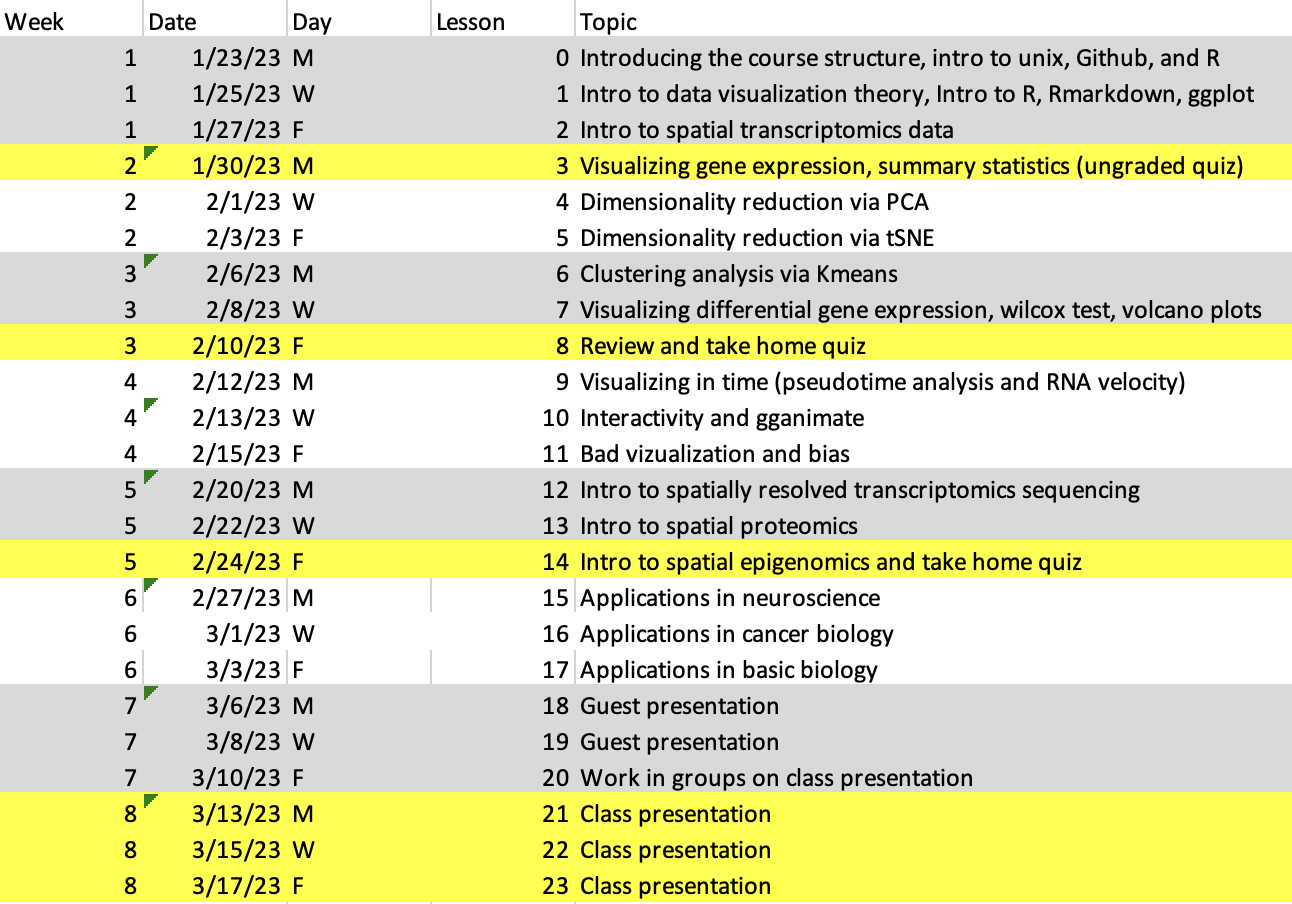 Week Date Day Lesson Topic
1 1/23/23 M 0 Introducing the course structure, intro to unix, Github, and R
1 1/25/23 W 1 Intro to data visualization theory, Intro to R, Rmarkdown, ggplot
1 1/27/23 F 2 Intro to spatial transcriptomics data
2 1/30/23 M 3 Visualizing gene expression, summary statistics (ungraded quiz)
2 2/1/23 W 4 Dimensionality reduction via PCA
2 2/3/23 F 5 Dimensionality reduction via tSNE
3 2/6/23 M 6 Clustering analysis via Kmeans
3 2/8/23 W 7 Visualizing differential gene expression, wilcox test, volcano plots
3 2/10/23 F 8 Review and take home quiz
4 2/12/23 M 9 Visualizing in time (pseudotime analysis and RNA velocity)
4 2/13/23 W 10 Interactivity and gganimate
4 2/15/23 F 11 Bad vizualization and bias
5 2/20/23 M 12 Intro to spatially resolved transcriptomics sequencing
5 2/22/23 W 13 Intro to spatial proteomics
5 2/24/23 F 14 Intro to spatial epigenomics and take home quiz
6 2/27/23 M 15 Applications in neuroscience
6 3/1/23 W 16 Applications in cancer biology
6 3/3/23 F 17 Applications in basic biology
7 3/6/23 M 18 Guest presentation
7 3/8/23 W 19 Guest presentation
7 3/10/23 F 20 Work in groups on class presentation
8 3/13/23 M 21 Class presentation
8 3/15/23 W 22 Class presentation
8 3/17/23 F 23 Class presentation